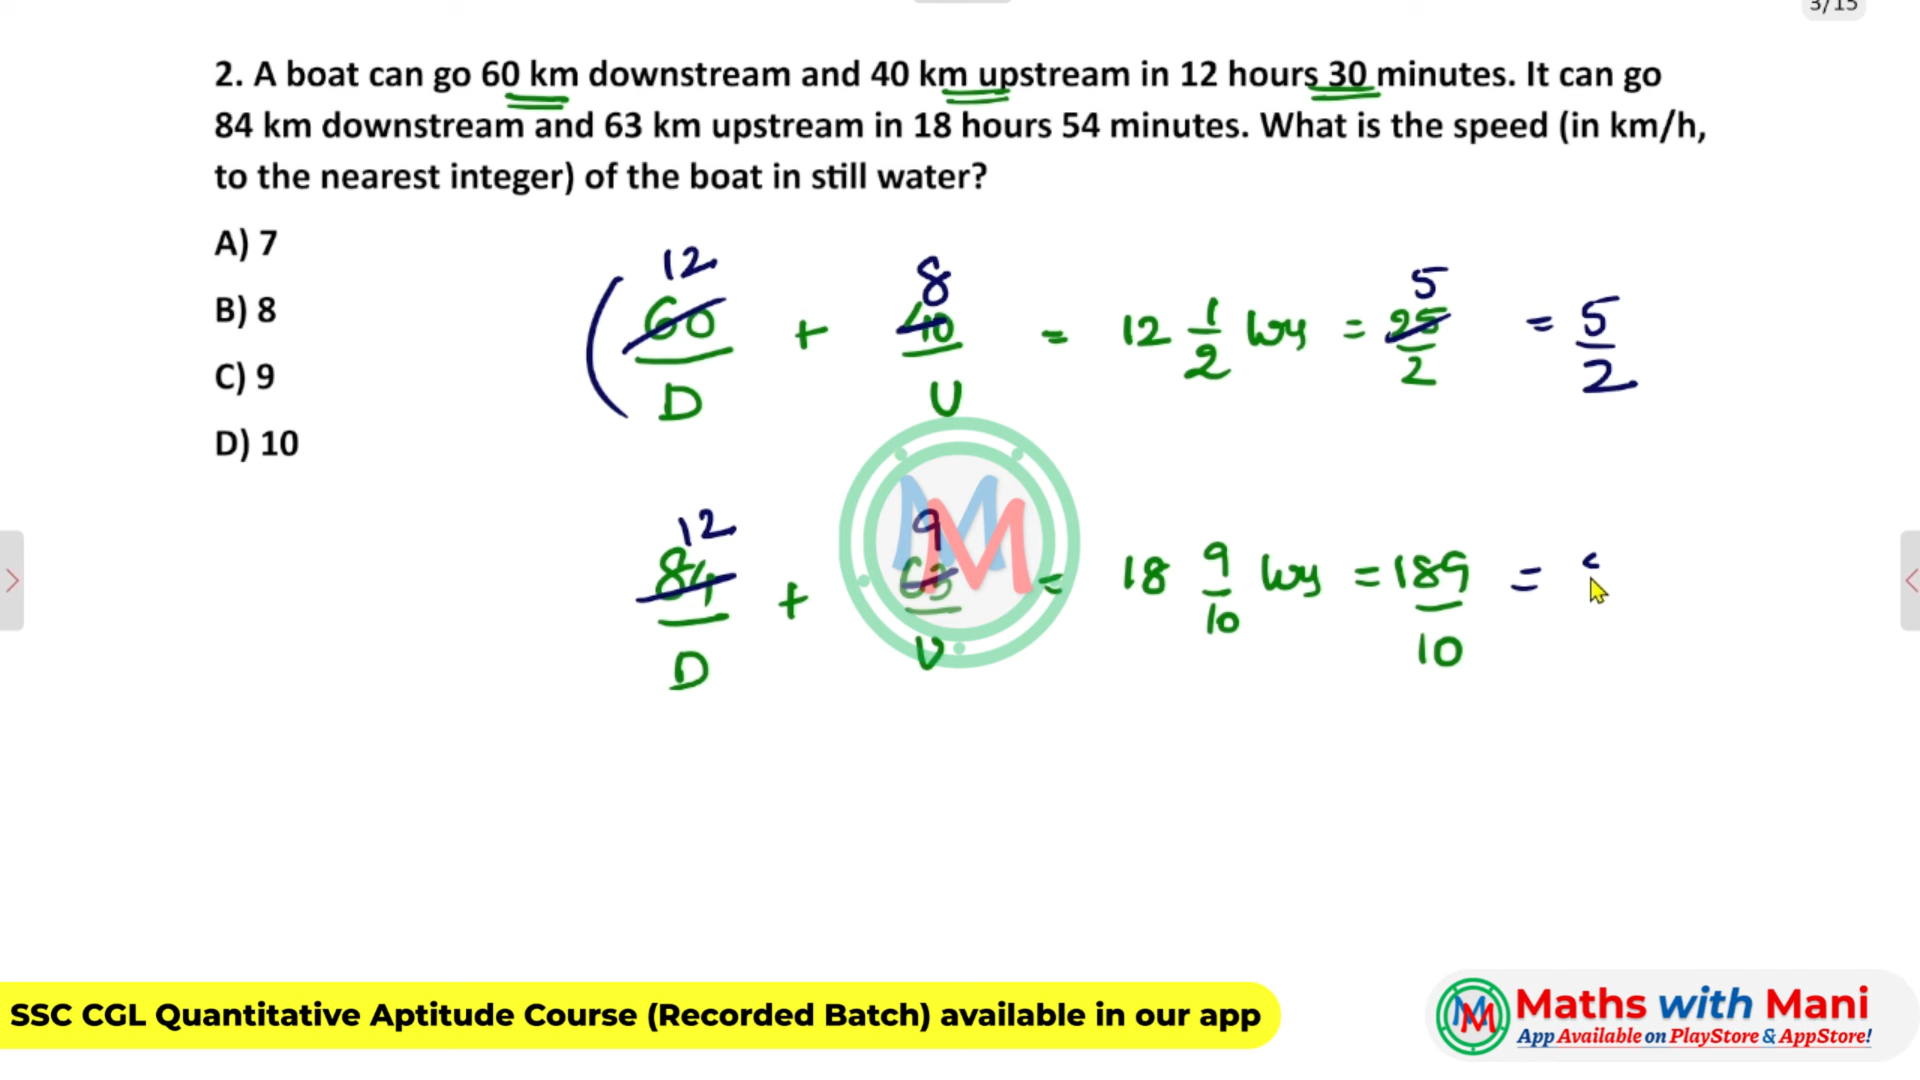 3/15
2. A boat can go 60 km downstream and 40 km upstream in 12 hours 30 minutes. It can go
84 km downstream and 63 km upstream in 18 hours 54 minutes. What is the speed (in km/h,
to the nearest integer) of the boat in still water?
A) 7
B) 8
C) 9
D) 10
12 8 5
( 60/D + 40/U = 12 1/2 hrs = 25/2 = 5/2
12 9
84/D + 63/U = 18 9/10 hrs = 189/10 =
MM
SSC CGL Quantitative Aptitude Course (Recorded Batch) available in our app
MM
Maths with Mani
App Available on PlayStore & AppStore!